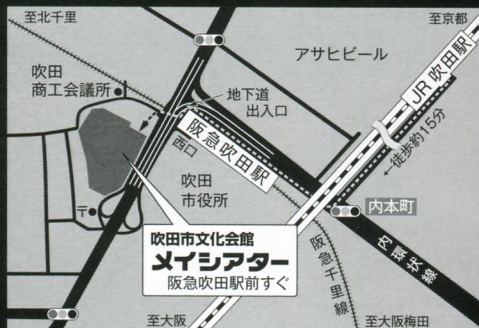 至北千里
至京都
アサヒビール
JR吹田駅
吹田
商工会議所
地下道
出入口
←徒歩約15分
西口
阪急吹田駅
吹田
市役所
〒
内本町
吹田市文化会館
メイシアター
阪急吹田駅前すぐ
阪急千里線
内環状線
至大阪
至大阪梅田